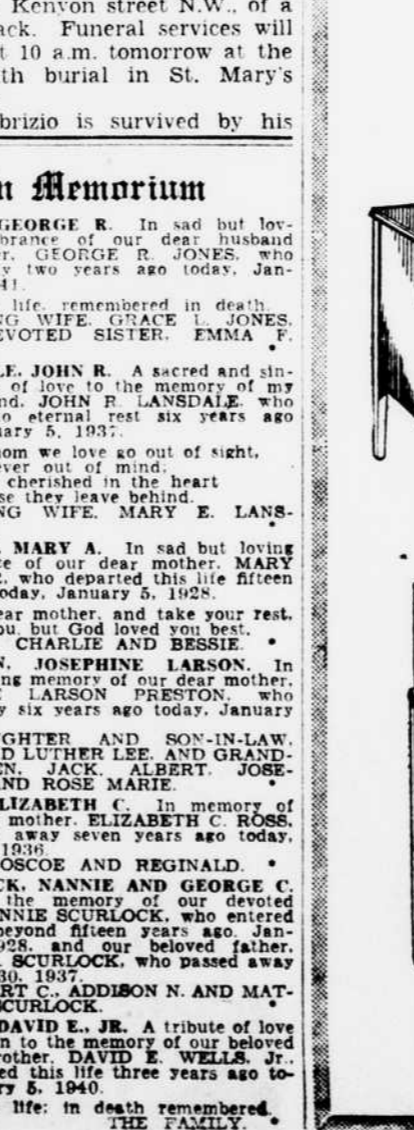 Kenyon street N.W., of a
ack. Funeral services will
t 10 a.m. tomorrow at the
th burial in St. Mary's
brizio is survived by his
n Memorium
GEORGE R. In sad but lov-
brance of our dear husband
r, GEORGE R. JONES, who
y two years ago today, Jan-
41.
life, remembered in death.
NG WIFE, GRACE L. JONES,
EVOTED SISTER, EMMA F.
LE, JOHN R. A sacred and sin-
of love to the memory of my
nd, JOHN R. LANSDALE, who
o eternal rest six years ago
uary 5, 1937.
hom we love go out of sight,
ever out of mind;
cherished in the heart
se they leave behind.
NG WIFE, MARY E. LANS-
MARY A. In sad but loving
ce of our dear mother, MARY
R, who departed this life fifteen
oday, January 5, 1928.
ear mother, and take your rest,
ou, but God loved you best.
CHARLIE AND BESSIE. •
N, JOSEPHINE LARSON. In
ng memory of our dear mother,
E LARSON PRESTON, who
y six years ago today, January
UGHTER AND SON-IN-LAW,
D LUTHER LEE, AND GRAND-
EN, JACK, ALBERT, JOSE-
AND ROSE MARIE. •
LIZABETH C. In memory of
mother, ELIZABETH C. ROSS,
away seven years ago today,
1936.
OSCOE AND REGINALD. •
CK, NANNIE AND GEORGE C.
the memory of our devoted
NNIE SCURLOCK, who entered
beyond fifteen years ago, Jan-
928, and our beloved father,
. SCURLOCK, who passed away
30, 1937.
RT C., ADDISON N. AND MAT-
SCURLOCK. •
DAVID E., JR. A tribute of love
n to the memory of our beloved
rother, DAVID E. WELLS, Jr.,
ed this life three years ago to-
ry 5, 1940.
life; in death remembered.
THE FAMILY. •